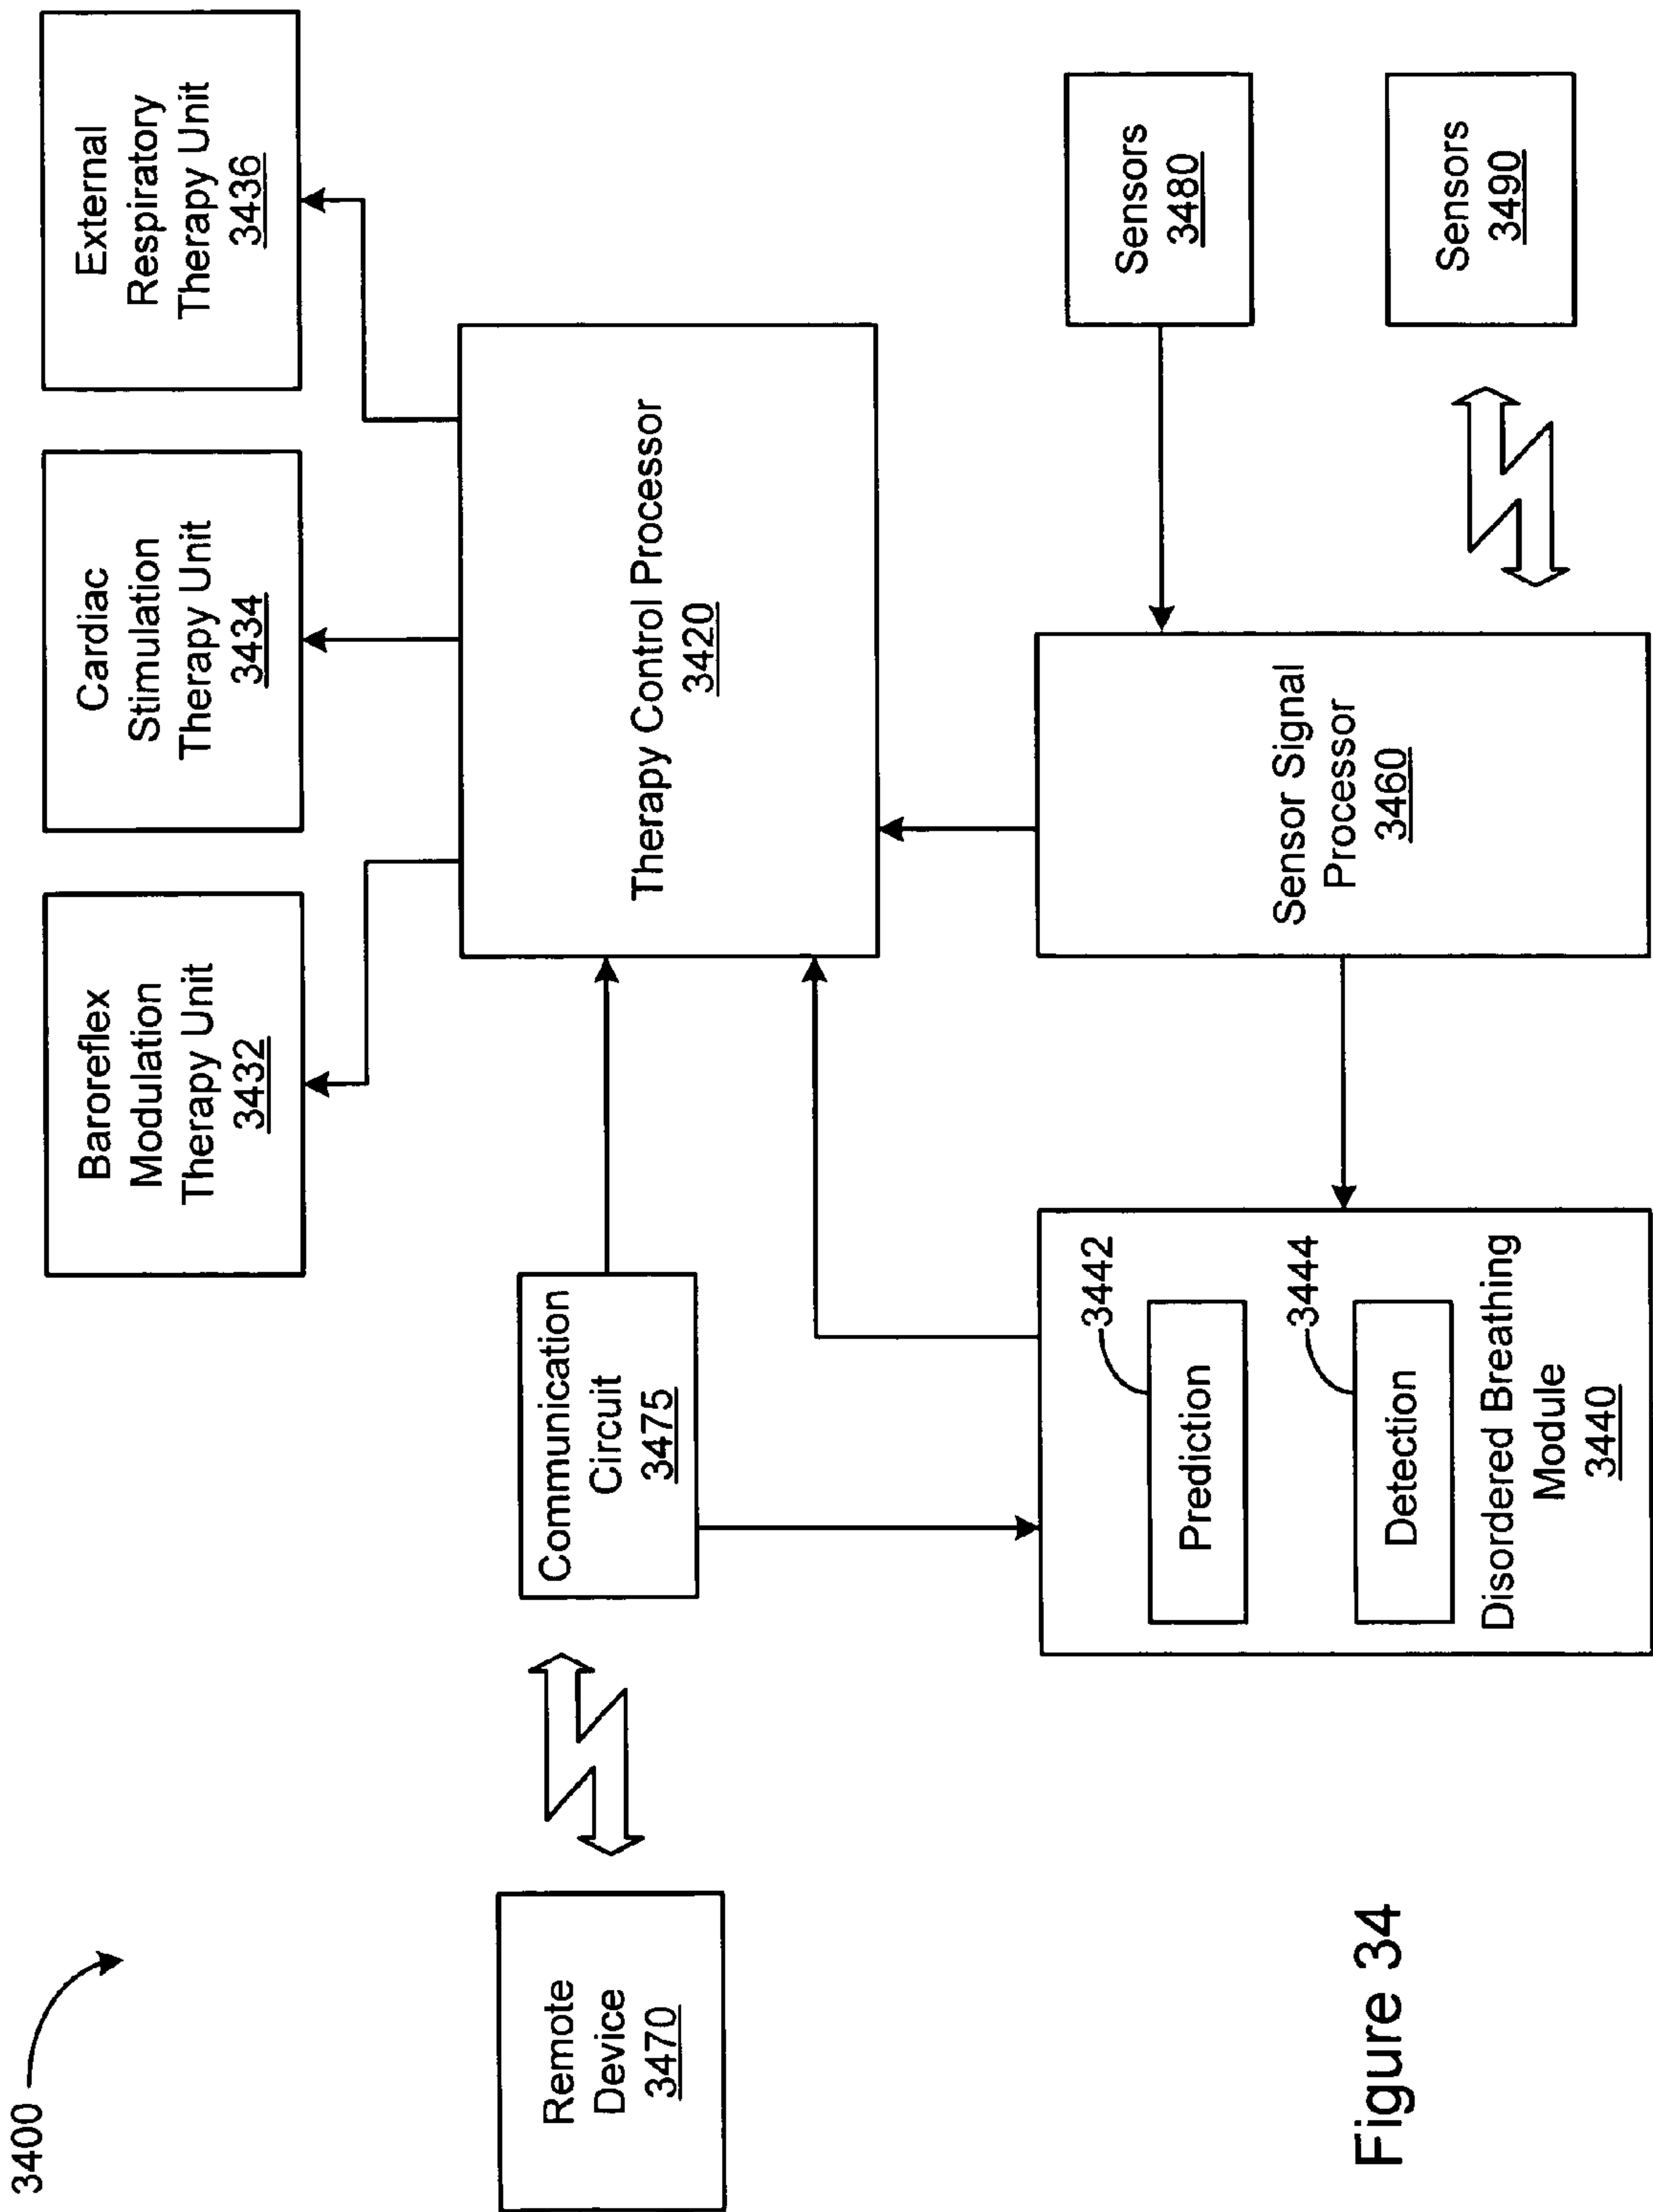 3400
Baroreflex
Modulation
Therapy Unit
3432
Cardiac
Stimulation
Therapy Unit
3434
External
Respiratory
Therapy Unit
3436
Remote
Device
3470
Communication
Circuit
3475
Therapy Control Processor
3420
Prediction
3442
Detection
3444
Disordered Breathing
Module
3440
Sensor Signal
Processor
3460
Sensors
3480
Sensors
3490
Figure 34